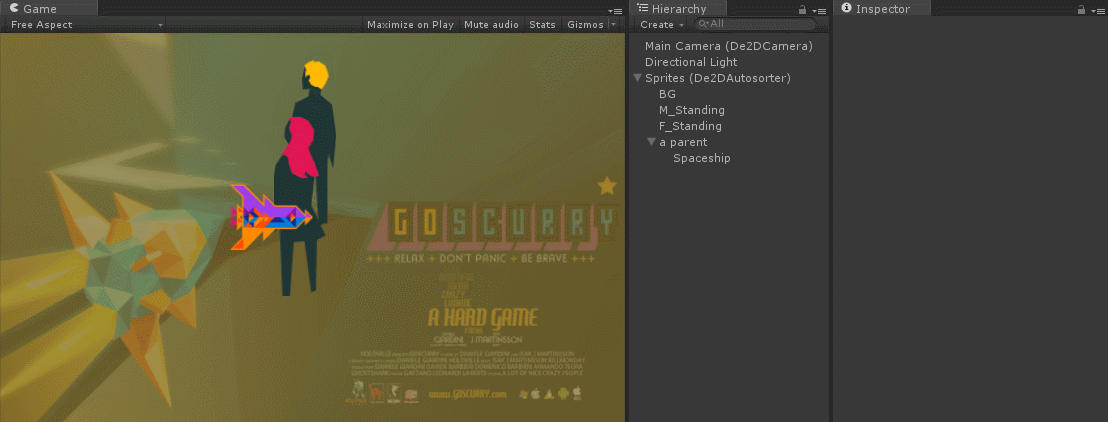 Game
Free Aspect
Maximize on Play
Mute audio
Stats
Gizmos
GOSCURRY
+++ RELAX + DON'T PANIC + BE BRAVE +++
A HARD GAME
GIARDINI J MARTINSSON
www.GOSCURRY.com
Hierarchy
Create
All
Main Camera (De2DCamera)
Directional Light
Sprites (De2DAutosorter)
BG
M_Standing
F_Standing
a parent
Spaceship
Inspector